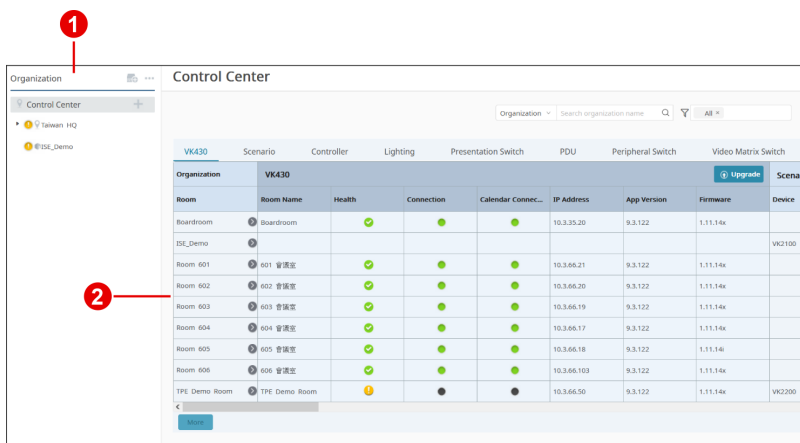 1
Organization
Control Center
Taiwan HQ
ISE_Demo
2
Control Center
Organization Search organization name All ×
VK430 Scenario Controller Lighting Presentation Switch PDU Peripheral Switch Video Matrix Switch
Organization VK430 Upgrade Scena
Room Room Name Health Connection Calendar Connec... IP Address App Version Firmware Device
Boardroom Boardroom 10.3.35.20 9.3.122 1.11.14x
ISE_Demo VK2100
Room 601 601 會議室 10.3.66.21 9.3.122 1.11.14x
Room 602 602 會議室 10.3.66.20 9.3.122 1.11.14x
Room 603 603 會議室 10.3.66.19 9.3.122 1.11.14x
Room 604 604 會議室 10.3.66.17 9.3.122 1.11.14x
Room 605 605 會議室 10.3.66.18 9.3.122 1.11.14i
Room 606 606 會議室 10.3.66.103 9.3.122 1.11.14x
TPE Demo Room TPE Demo Room 10.3.66.50 9.3.122 1.11.14x VK2200
More